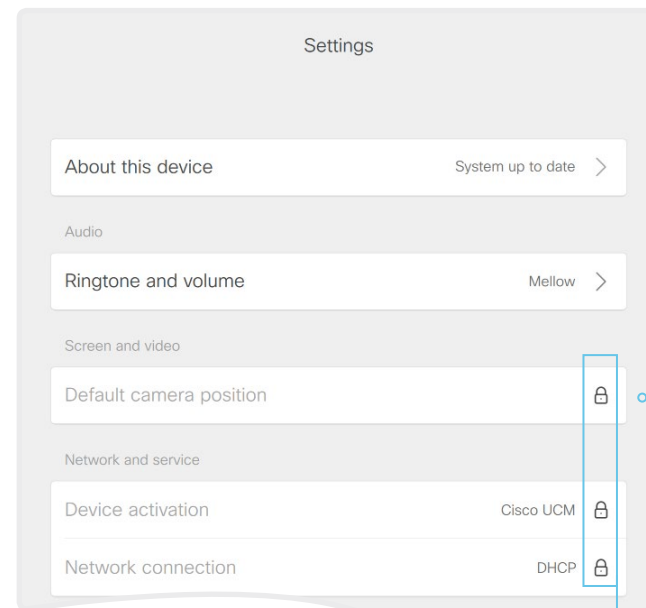 Settings
About this device System up to date
Audio
Ringtone and volume Mellow
Screen and video
Default camera position
Network and service
Device activation Cisco UCM
Network connection DHCP